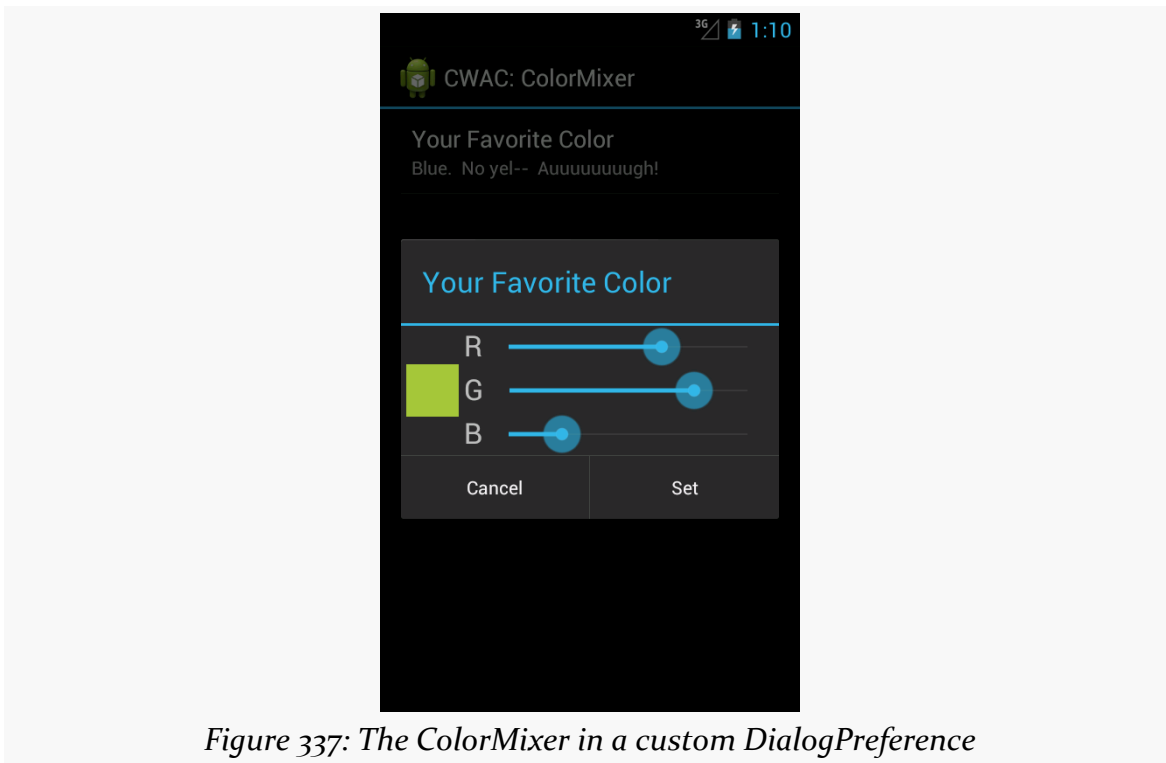 3G 1:10
CWAC: ColorMixer
Your Favorite Color
Blue.  No yel--  Auuuuuuuugh!
Your Favorite Color
R
G
B
Cancel Set
Figure 337: The ColorMixer in a custom DialogPreference